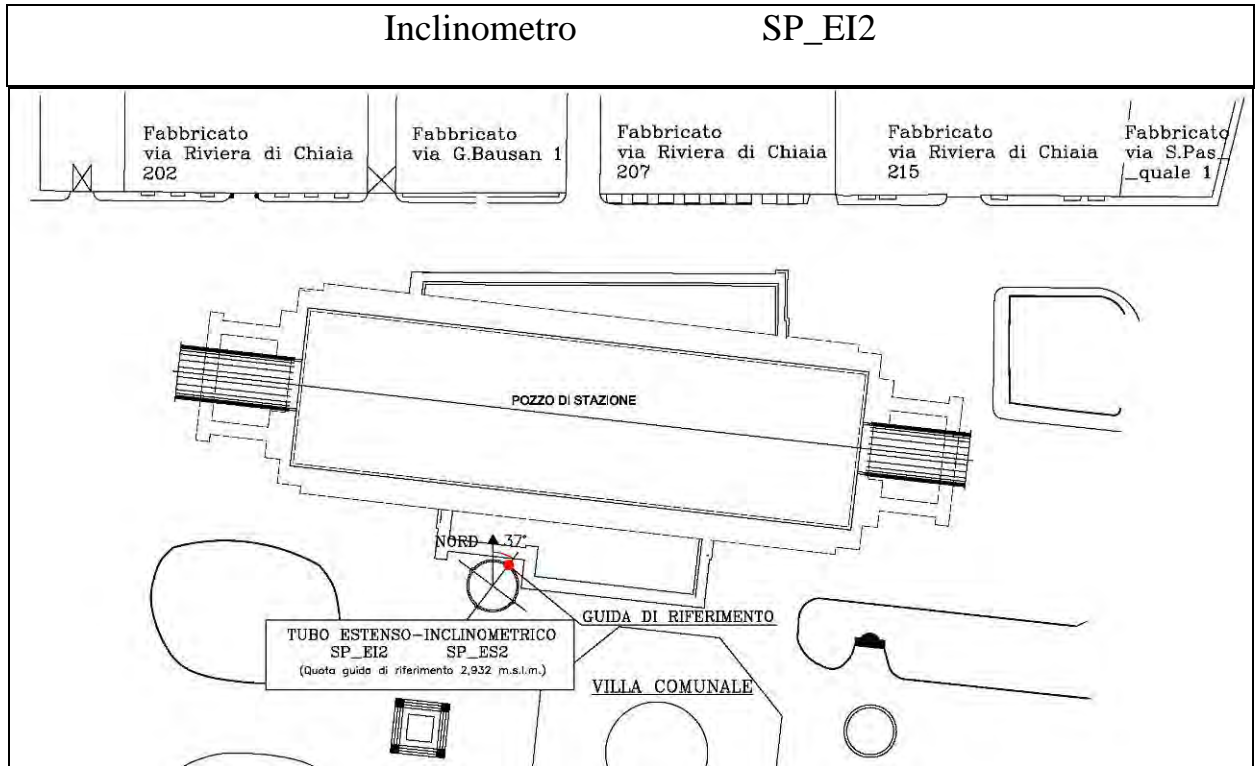 Inclinometro SP_EI2
Fabbricato
via Riviera di Chiaia
202
Fabbricato
via G.Bausan 1
Fabbricato
via Riviera di Chiaia
207
Fabbricato
via Riviera di Chiaia
215
Fabbricato
via S.Pas_
_quale 1
POZZO DI STAZIONE
NORD 37°
GUIDA DI RIFERIMENTO
TUBO ESTENSO-INCLINOMETRICO
SP_EI2 SP_ES2
(Quota guida di riferimento 2,932 m.s.l.m.)
VILLA COMUNALE